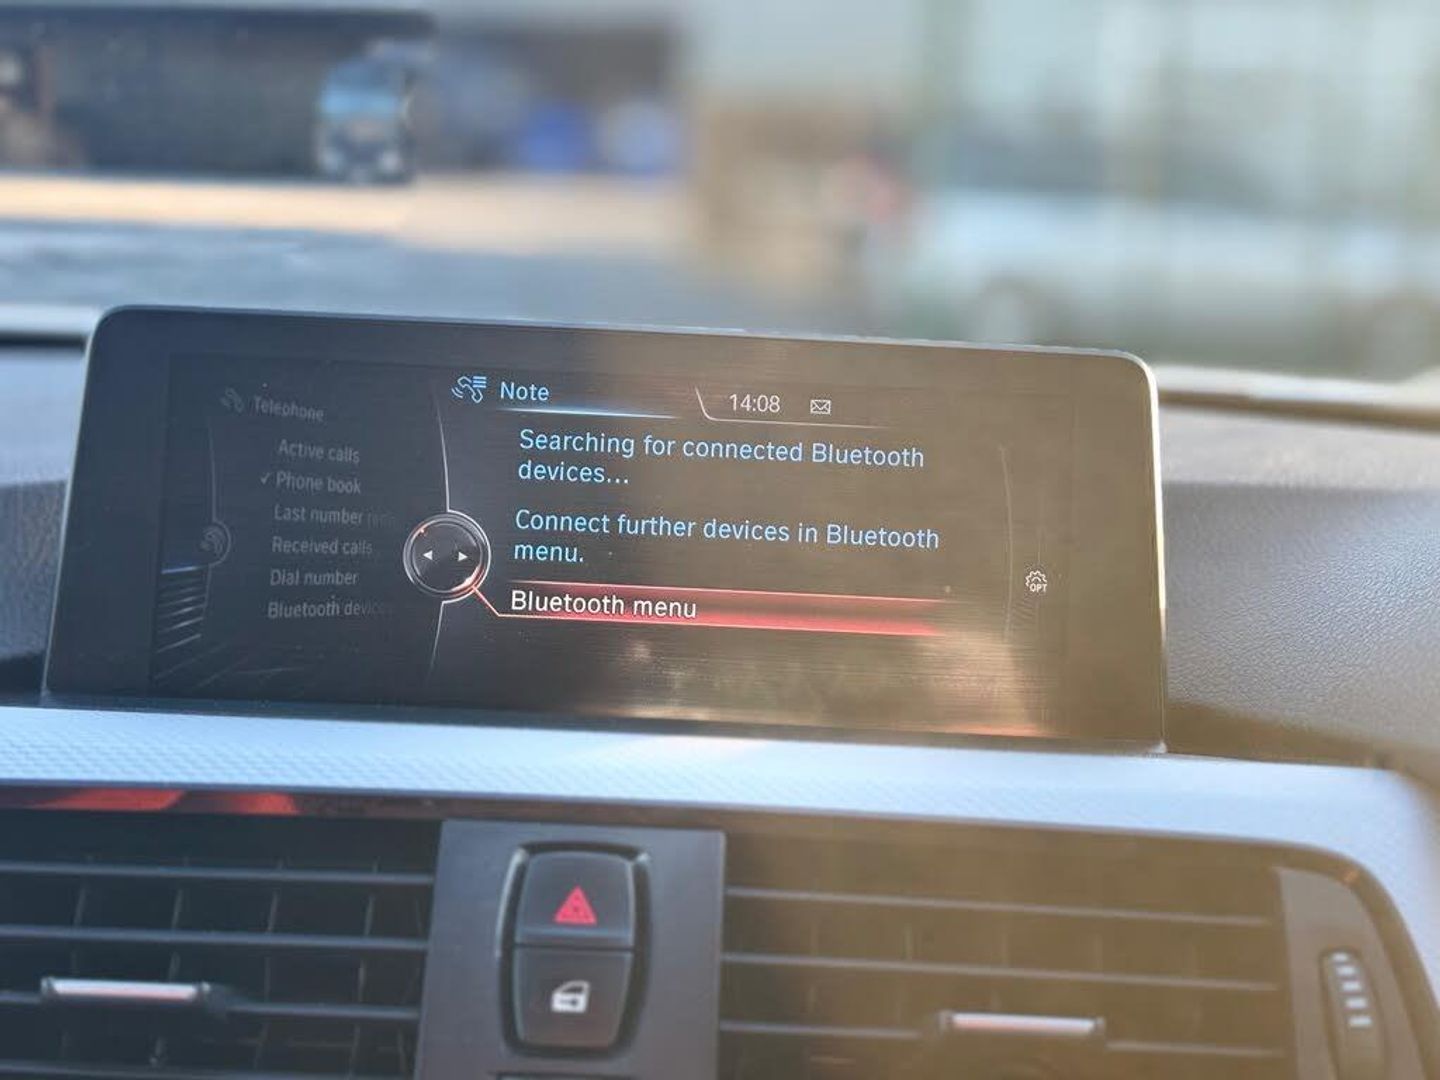 Telephone
Active calls
Phone book
Last number
Received calls
Dial number
Bluetooth
Note
14:08
Searching for connected Bluetooth
devices...
Connect further devices in Bluetooth
menu.
Bluetooth menu
OPT